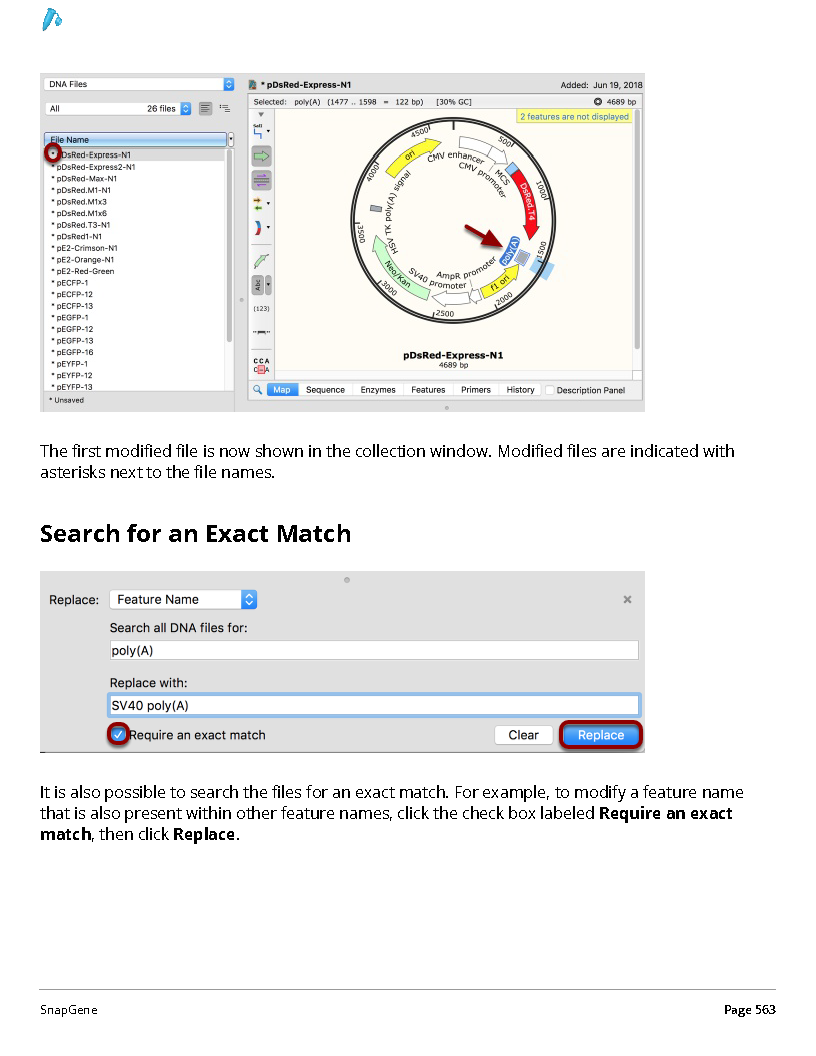 DNA Files
All 26 files
File Name
* pDsRed-Express-N1
* pDsRed-Express2-N1
* pDsRed-Max-N1
* pDsRed.M1-N1
* pDsRed.M1x3
* pDsRed.M1x6
* pDsRed.T3-N1
* pDsRed1-N1
* pE2-Crimson-N1
* pE2-Orange-N1
* pE2-Red-Green
* pECFP-1
* pECFP-12
* pECFP-13
* pEGFP-1
* pEGFP-12
* pEGFP-13
* pEGFP-16
* pEYFP-1
* pEYFP-12
* pEYFP-13
* Unsaved
* pDsRed-Express-N1 Added: Jun 19, 2018
Selected: poly(A) (1477 .. 1598 = 122 bp) [30% GC] 4689 bp
2 features are not displayed
SalI
Abc
(123)
CCA
4500
500
1000
1500
2000
2500
3000
3500
4000
ori
CMV enhancer
CMV promoter
MCS
DsRed.T4
poly(A)
f1 ori
AmpR promoter
SV40 promoter
Neo/Kan
HSV TK poly(A) signal
pDsRed-Express-N1
4689 bp
Map Sequence Enzymes Features Primers History Description Panel
The first modified file is now shown in the collection window. Modified files are indicated with
asterisks next to the file names.
Search for an Exact Match
Replace: Feature Name
Search all DNA files for:
poly(A)
Replace with:
SV40 poly(A)
Require an exact match Clear Replace
It is also possible to search the files for an exact match. For example, to modify a feature name
that is also present within other feature names, click the check box labeled Require an exact
match, then click Replace.
SnapGene Page 563